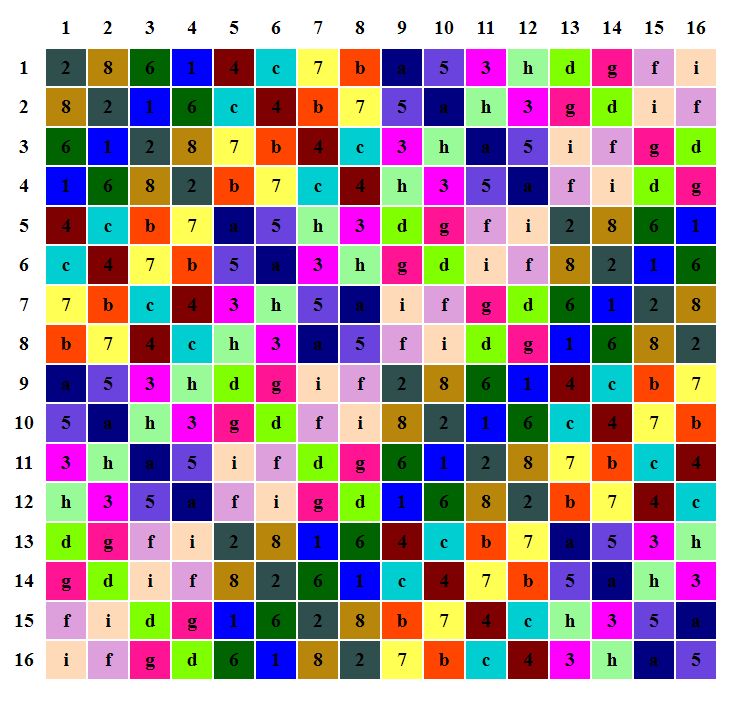 1 2 3 4 5 6 7 8 9 10 11 12 13 14 15 16
1 2 8 6 1 4 c 7 b a 5 3 h d g f i
2 8 2 1 6 c 4 b 7 5 a h 3 g d i f
3 6 1 2 8 7 b 4 c 3 h a 5 i f g d
4 1 6 8 2 b 7 c 4 h 3 5 a f i d g
5 4 c b 7 a 5 h 3 d g f i 2 8 6 1
6 c 4 7 b 5 a 3 h g d i f 8 2 1 6
7 7 b c 4 3 h 5 a i f g d 6 1 2 8
8 b 7 4 c h 3 a 5 f i d g 1 6 8 2
9 a 5 3 h d g i f 2 8 6 1 4 c b 7
10 5 a h 3 g d f i 8 2 1 6 c 4 7 b
11 3 h a 5 i f d g 6 1 2 8 7 b c 4
12 h 3 5 a f i g d 1 6 8 2 b 7 4 c
13 d g f i 2 8 1 6 4 c b 7 a 5 3 h
14 g d i f 8 2 6 1 c 4 7 b 5 a h 3
15 f i d g 1 6 2 8 b 7 4 c h 3 5 a
16 i f g d 6 1 8 2 7 b c 4 3 h a 5